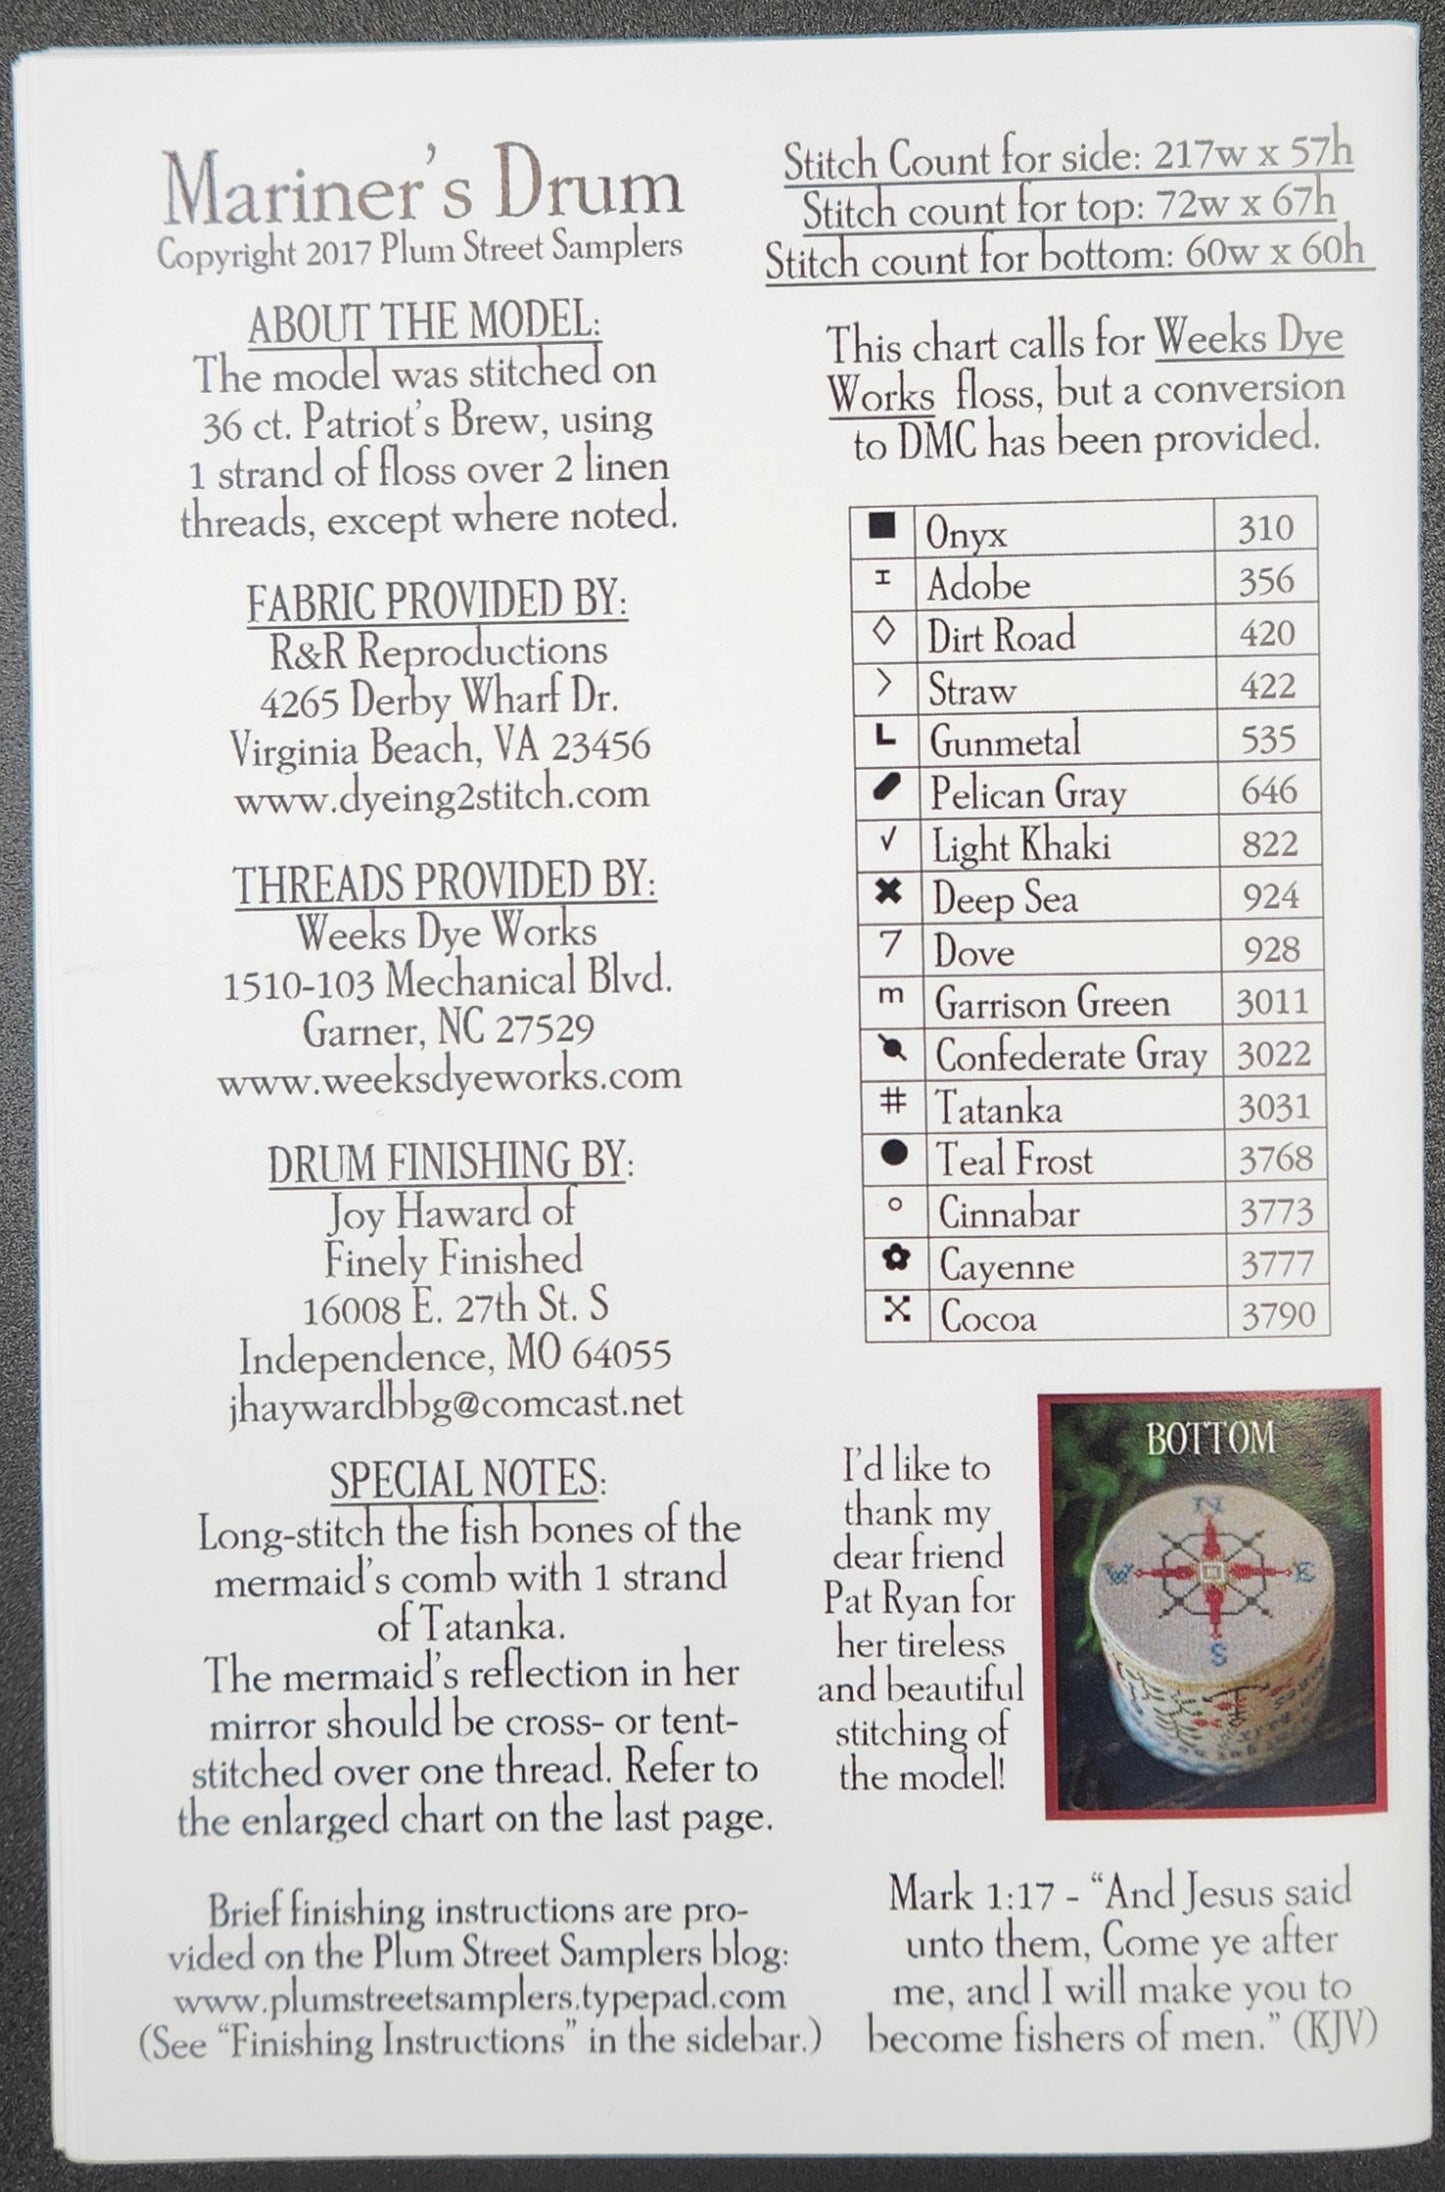 Mariner's Drum
Copyright 2017 Plum Street Samplers
ABOUT THE MODEL:
The model was stitched on
36 ct. Patriot's Brew, using
1 strand of floss over 2 linen
threads, except where noted.
FABRIC PROVIDED BY:
R&R Reproductions
4265 Derby Wharf Dr.
Virginia Beach, VA 23456
www.dyeing2stitch.com
THREADS PROVIDED BY:
Weeks Dye Works
1510-103 Mechanical Blvd.
Garner, NC 27529
www.weeksdyeworks.com
DRUM FINISHING BY:
Joy Haward of
Finely Finished
16008 E. 27th St. S
Independence, MO 64055
jhaywardbbg@comcast.net
SPECIAL NOTES:
Long-stitch the fish bones of the
mermaid's comb with 1 strand
of Tatanka.
The mermaid's reflection in her
mirror should be cross- or tent-
stitched over one thread. Refer to
the enlarged chart on the last page.
Brief finishing instructions are pro-
vided on the Plum Street Samplers blog:
www.plumstreetsamplers.typepad.com
(See “Finishing Instructions” in the sidebar.)
Stitch Count for side: 217w x 57h
Stitch count for top: 72w x 67h
Stitch count for bottom: 60w x 60h
This chart calls for Weeks Dye
Works floss, but a conversion
to DMC has been provided.
■ Onyx 310
I Adobe 356
◇ Dirt Road 420
> Straw 422
L Gunmetal 535
Pelican Gray 646
√ Light Khaki 822
✖ Deep Sea 924
7 Dove 928
m Garrison Green 3011
Confederate Gray 3022
# Tatanka 3031
● Teal Frost 3768
○ Cinnabar 3773
✿ Cayenne 3777
Cocoa 3790
I'd like to
thank my
dear friend
Pat Ryan for
her tireless
and beautiful
stitching of
the model!
BOTTOM
N
W E
S
Mark 1:17 - “And Jesus said
unto them, Come ye after
me, and I will make you to
become fishers of men.” (KJV)